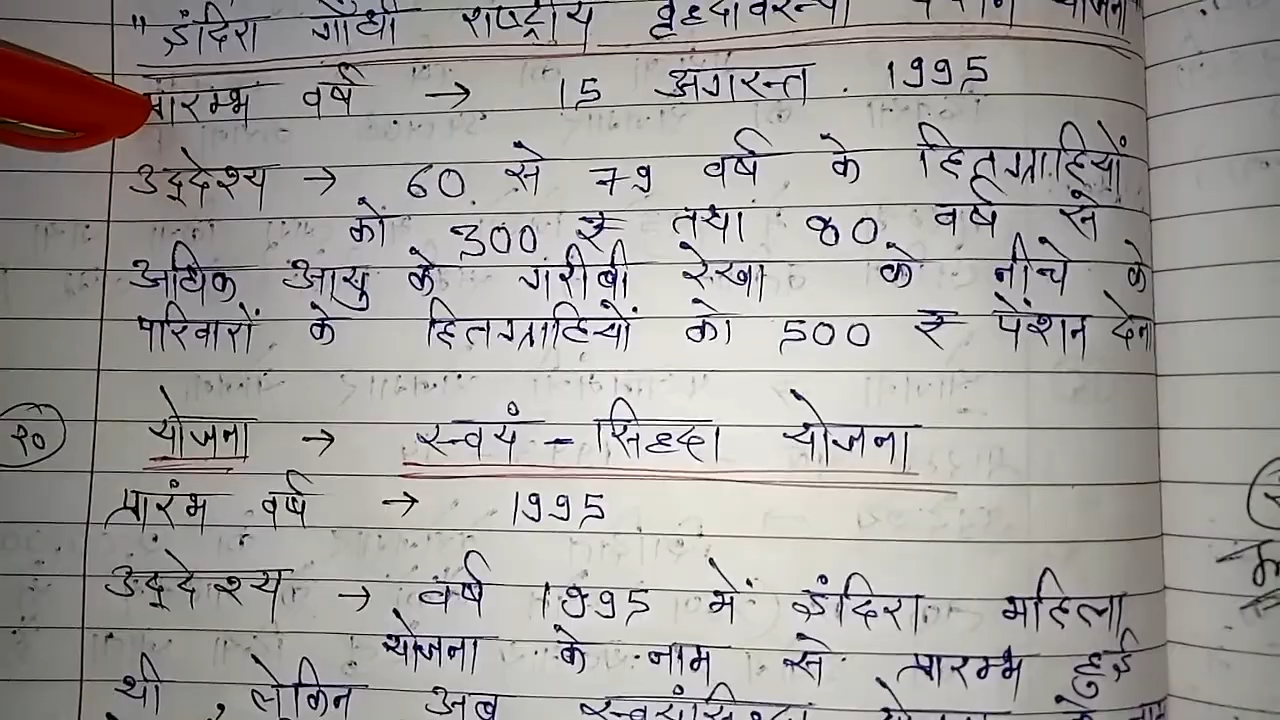 "इंदिरा गाँधी राष्ट्रीय वृद्दावस्था पेंशन योजना"
प्रारम्भ वर्ष → 15 अगस्त . 1995
उद्देश्य → 60 से 79 वर्ष के हितग्राहियों
को 300 ₹ तथा 80 वर्ष से
अधिक आयु के गरीबी रेखा के नीचे के
परिवारों के हितग्राहियों को 500 ₹ पेंशन देना
१० योजना → स्वयं - सिद्दा योजना
प्रारंभ वर्ष → 1995
उद्देश्य → वर्ष 1995 में इंदिरा महिला
योजना के नाम से प्रारम्भ हुई
थी , लेकिन अब